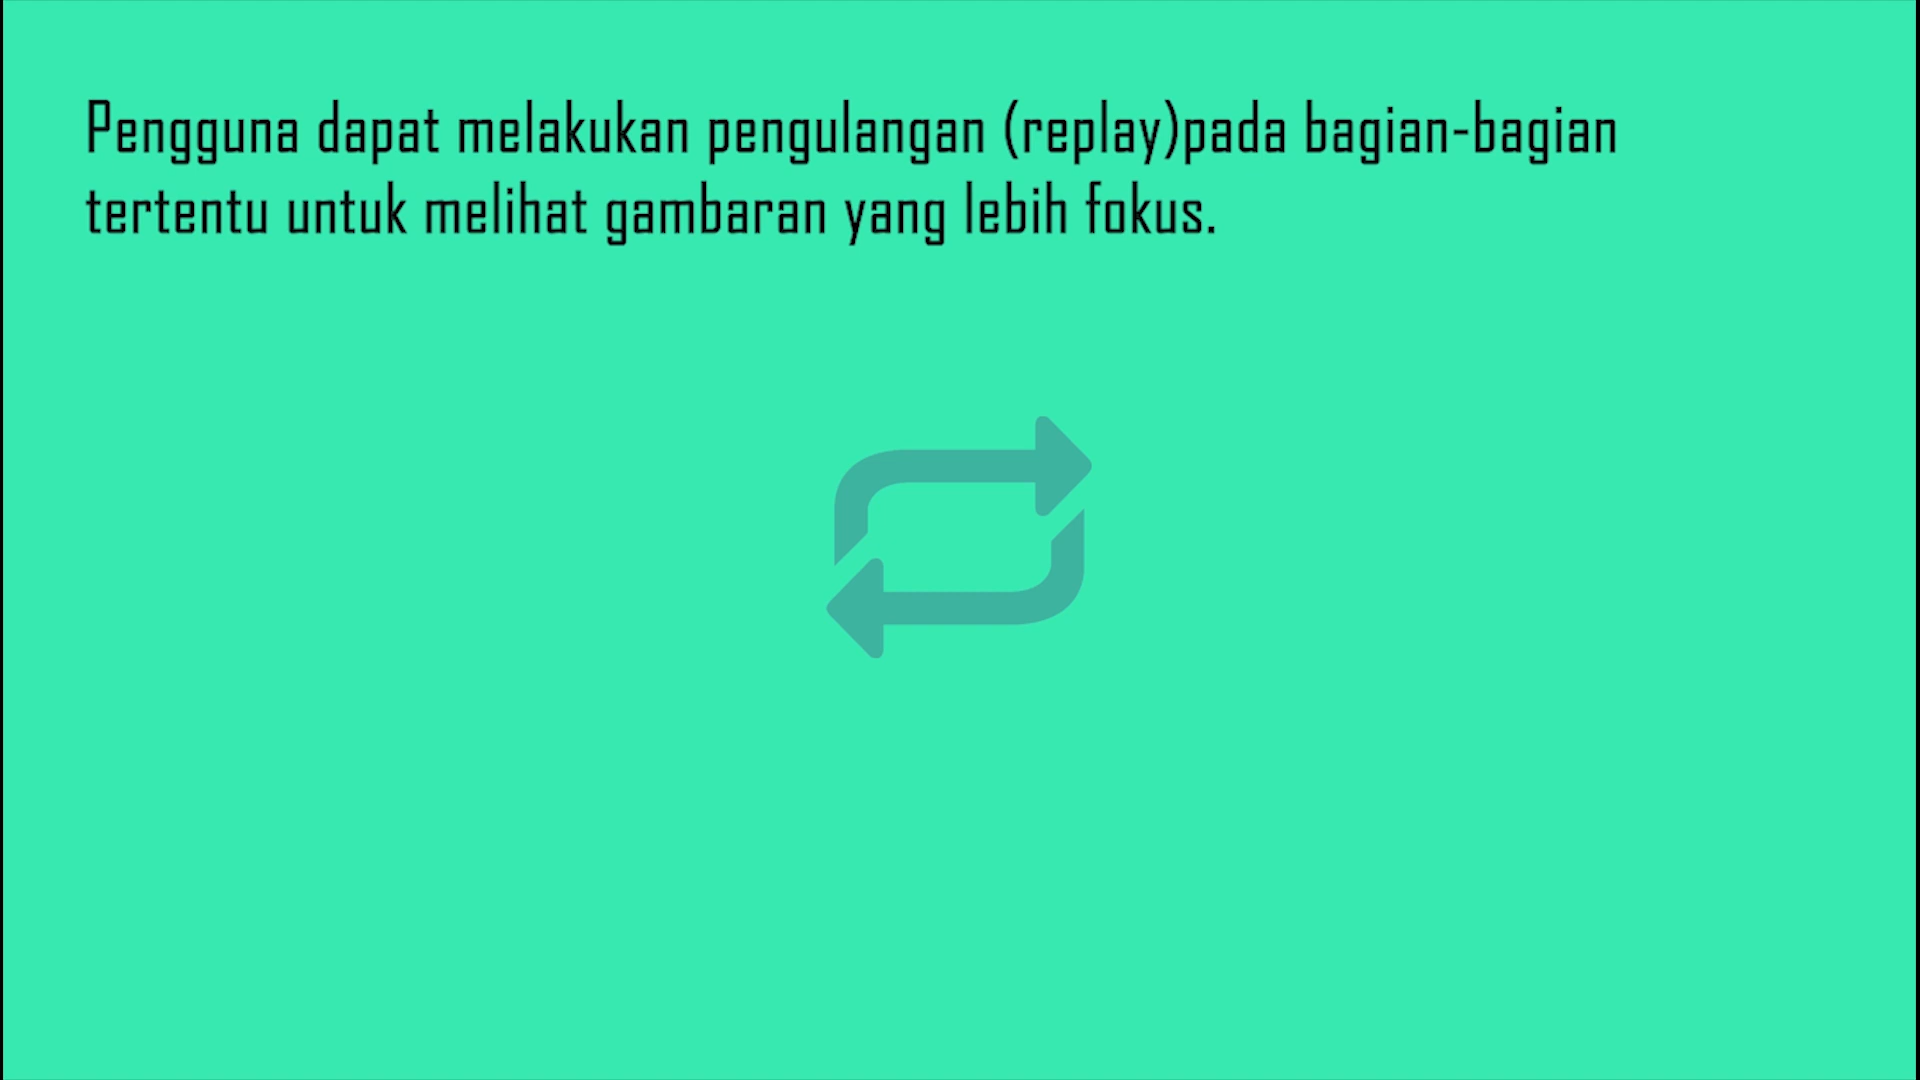 Pengguna dapat melakukan pengulangan (replay)pada bagian-bagian
tertentu untuk melihat gambaran yang lebih fokus.